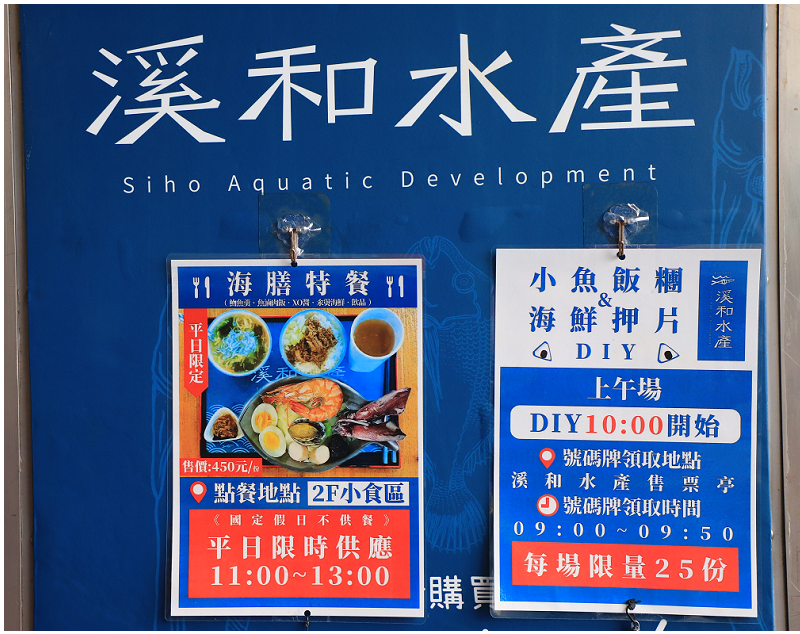 溪和水產
Siho Aquatic Development
海膳特餐
平日限定
溪和水產
售價:450元/份
點餐地點 2F小食區
《國定假日不供餐》
平日限時供應
11:00~13:00
小魚飯糰
&
海鮮押片
DIY
溪和水產
上午場
DIY10:00開始
號碼牌領取地點
溪和水產售票亭
號碼牌領取時間
09:00~09:50
每場限量25份
購買